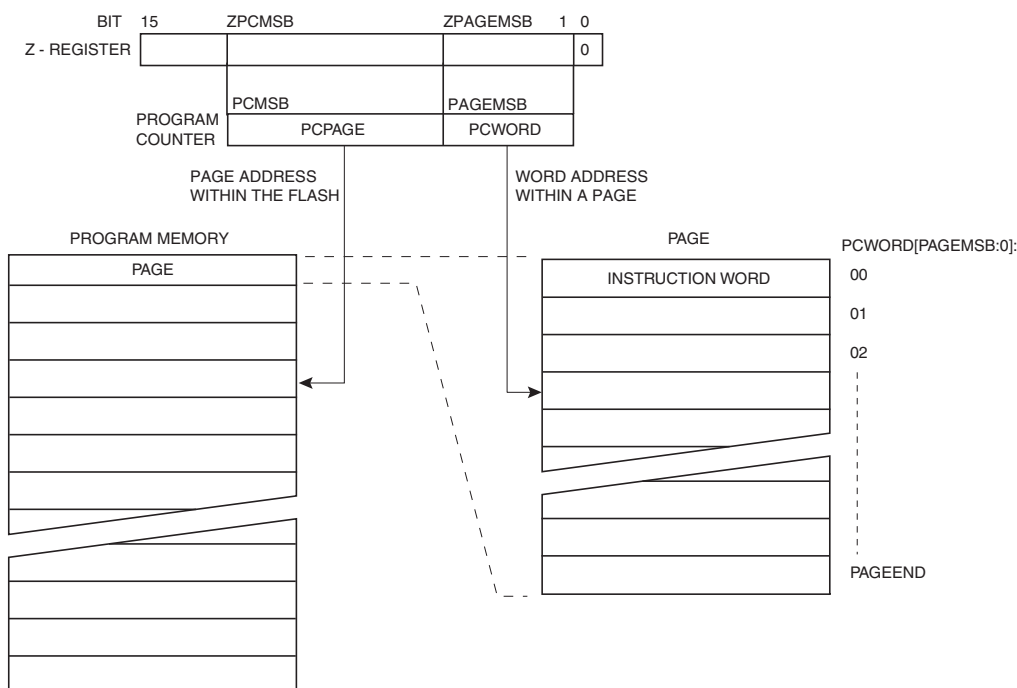 BIT 15 ZPCMSB ZPAGEMSB 1 0
Z - REGISTER 0
PCMSB PAGEMSB
PROGRAM
COUNTER
PCPAGE PCWORD
PAGE ADDRESS
WITHIN THE FLASH
WORD ADDRESS
WITHIN A PAGE
PROGRAM MEMORY
PAGE
PAGE
INSTRUCTION WORD
PCWORD[PAGEMSB:0]:
00
01
02
PAGEEND